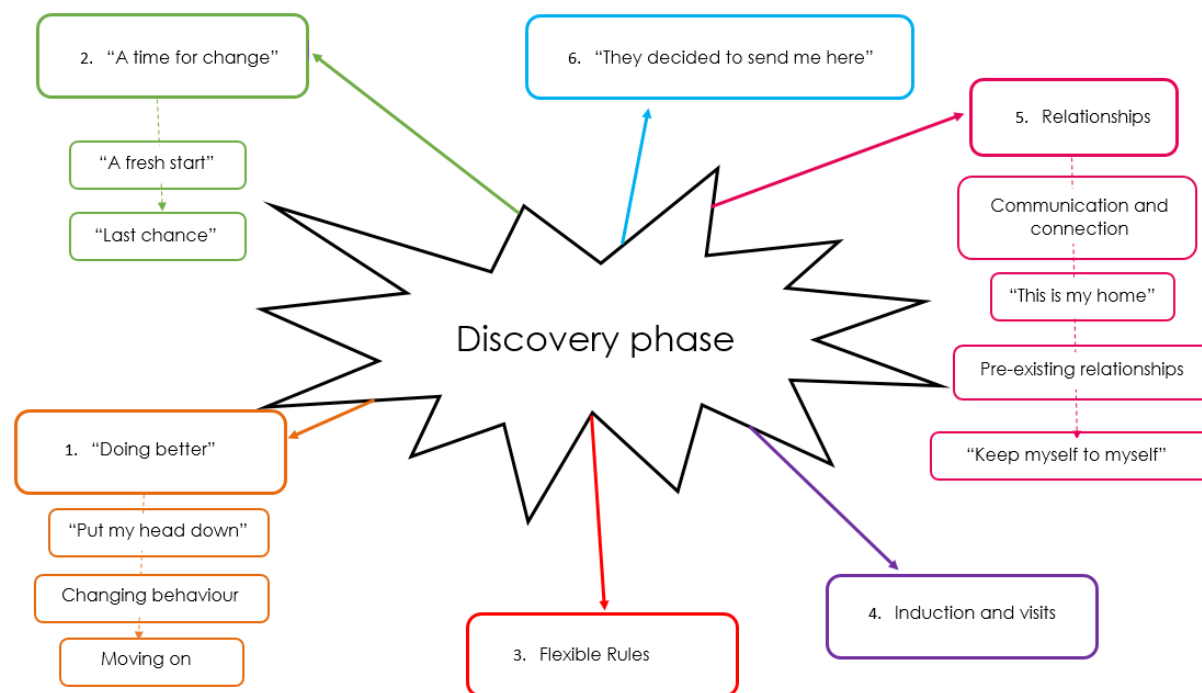 2. “A time for change”
“A fresh start”
“Last chance”
6. “They decided to send me here”
5. Relationships
Communication and
connection
“This is my home”
Pre-existing relationships
“Keep myself to myself”
Discovery phase
1. “Doing better”
“Put my head down”
Changing behaviour
Moving on
3. Flexible Rules
4. Induction and visits